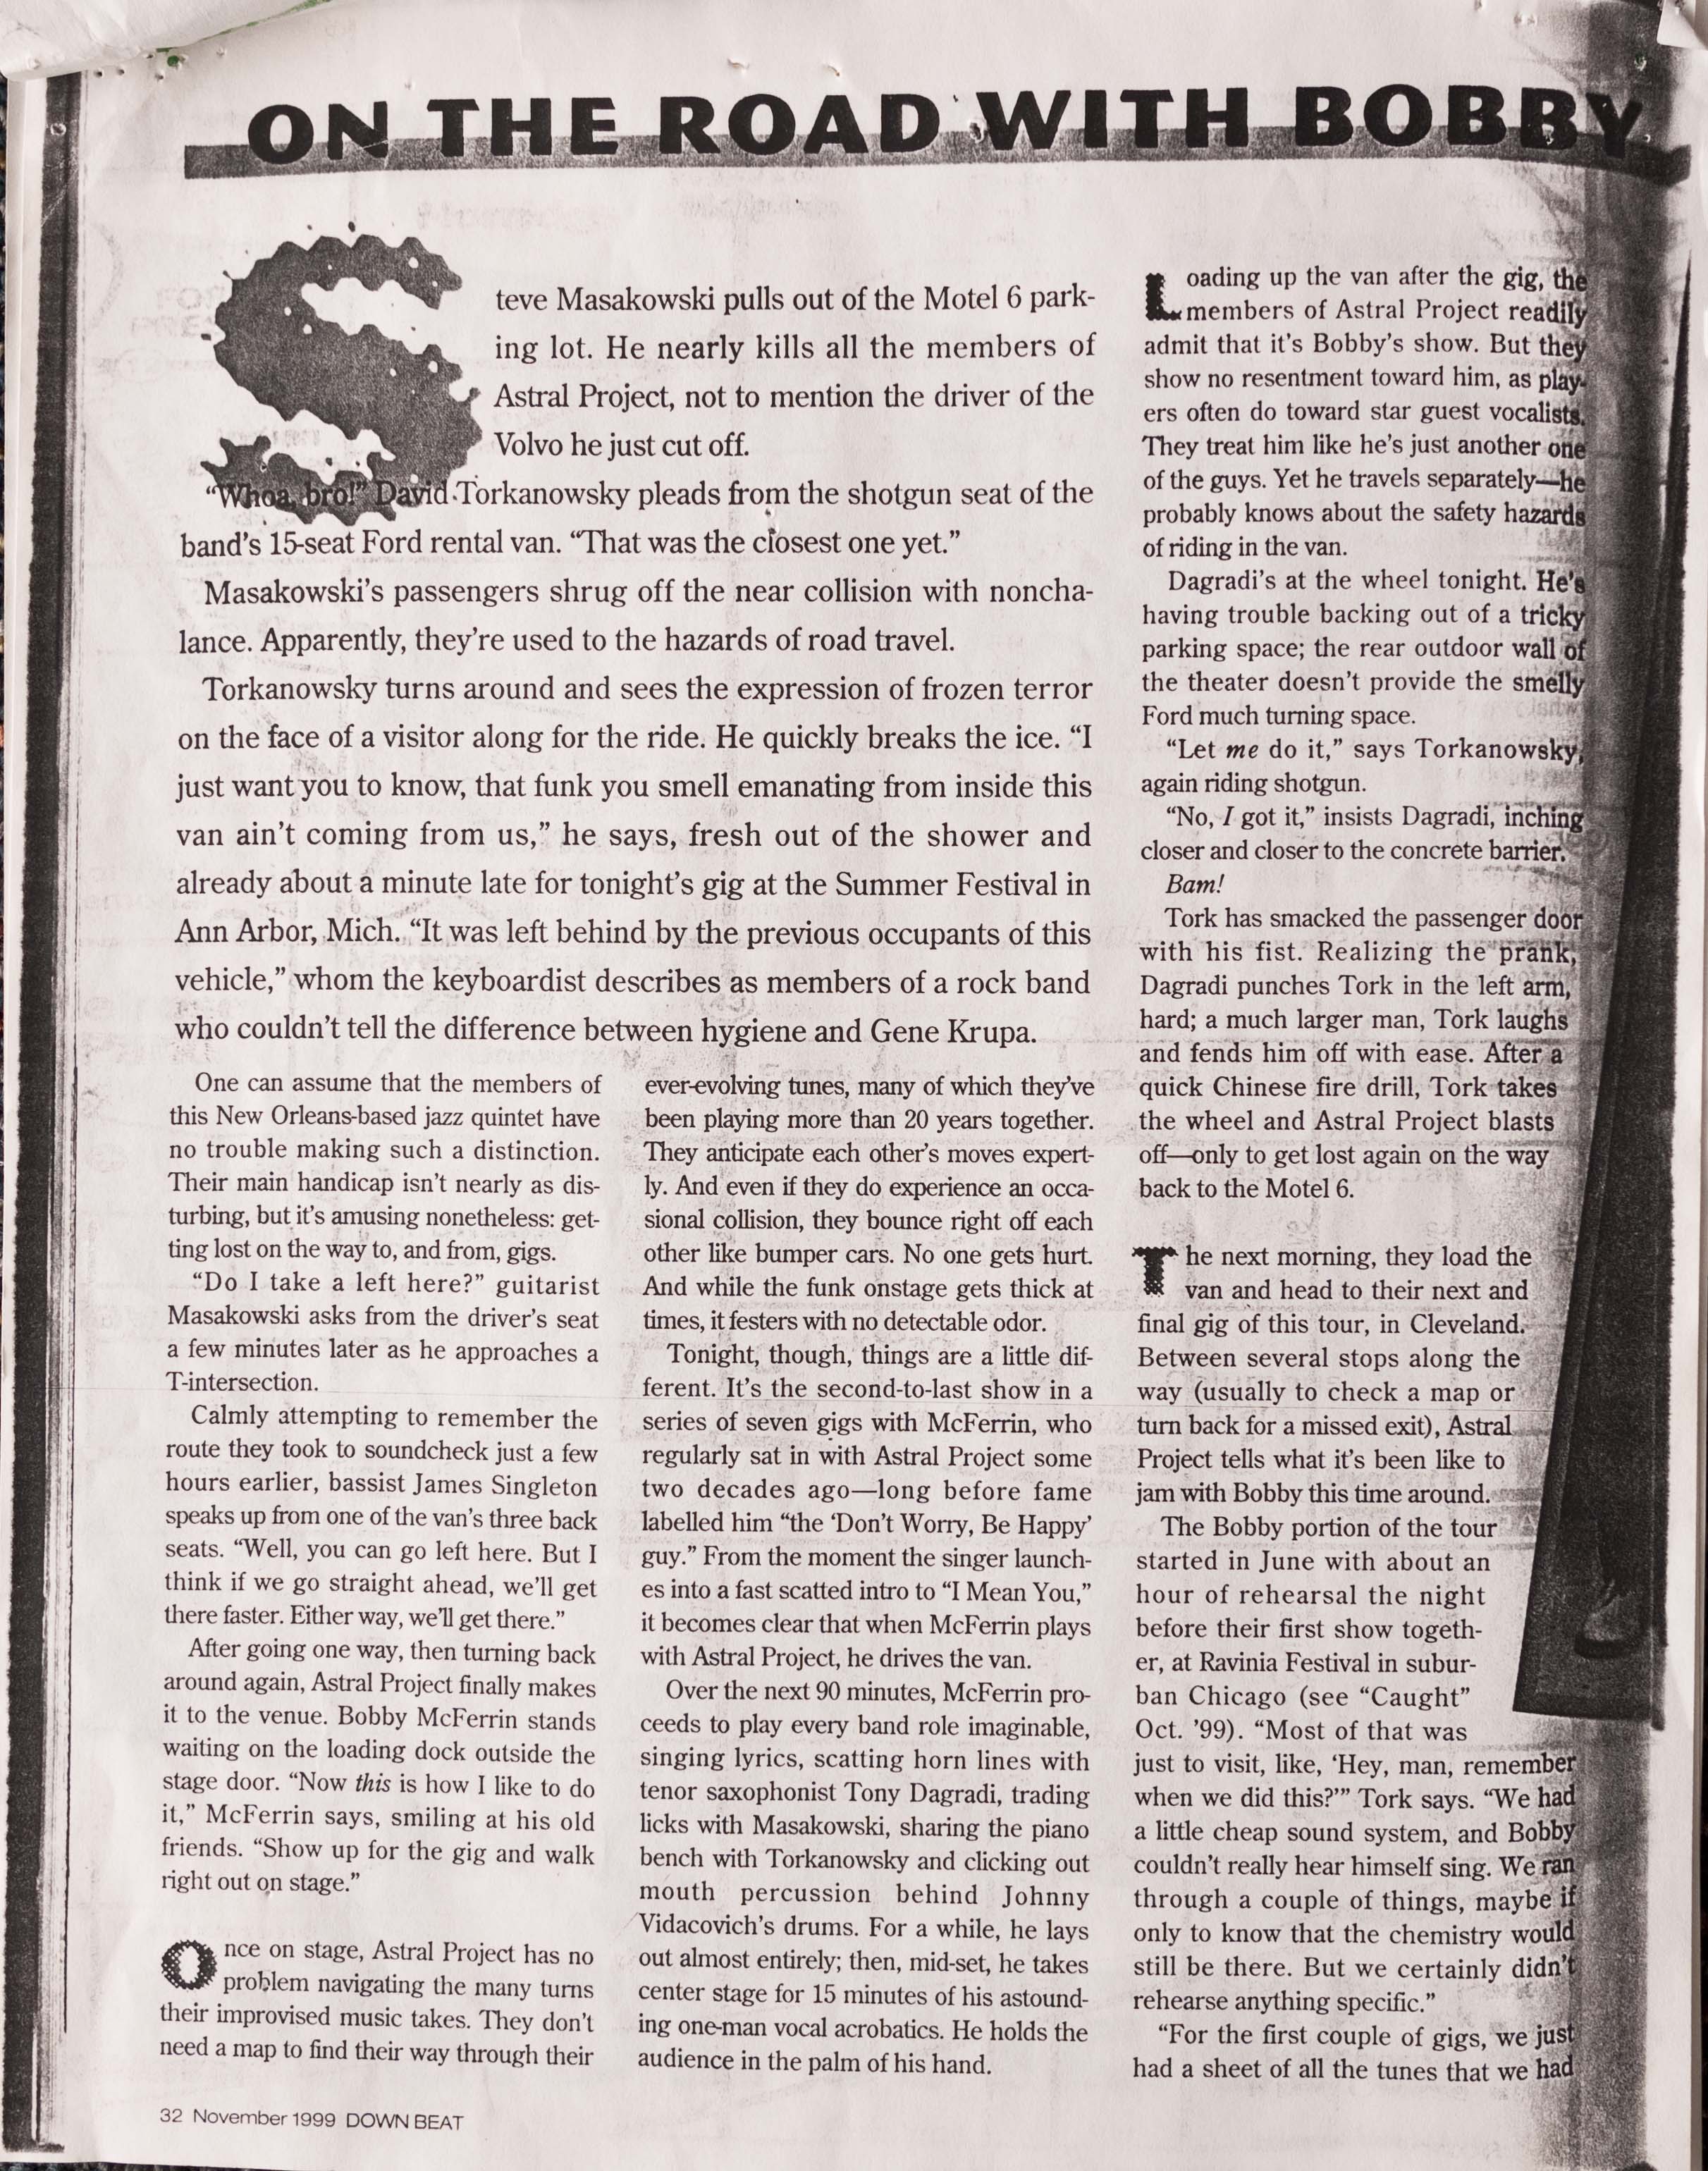 ON THE ROAD WITH BOBBY
Steve Masakowski pulls out of the Motel 6 park-
ing lot. He nearly kills all the members of
Astral Project, not to mention the driver of the
Volvo he just cut off.
“Whoa, bro!” David Torkanowsky pleads from the shotgun seat of the
band’s 15-seat Ford rental van. “That was the closest one yet.”
Masakowski’s passengers shrug off the near collision with noncha-
lance. Apparently, they’re used to the hazards of road travel.
Torkanowsky turns around and sees the expression of frozen terror
on the face of a visitor along for the ride. He quickly breaks the ice. “I
just want you to know, that funk you smell emanating from inside this
van ain’t coming from us,” he says, fresh out of the shower and
already about a minute late for tonight’s gig at the Summer Festival in
Ann Arbor, Mich. “It was left behind by the previous occupants of this
vehicle,” whom the keyboardist describes as members of a rock band
who couldn’t tell the difference between hygiene and Gene Krupa.
One can assume that the members of
this New Orleans-based jazz quintet have
no trouble making such a distinction.
Their main handicap isn’t nearly as dis-
turbing, but it’s amusing nonetheless: get-
ting lost on the way to, and from, gigs.
“Do I take a left here?” guitarist
Masakowski asks from the driver’s seat
a few minutes later as he approaches a
T-intersection.
Calmly attempting to remember the
route they took to soundcheck just a few
hours earlier, bassist James Singleton
speaks up from one of the van’s three back
seats. “Well, you can go left here. But I
think if we go straight ahead, we’ll get
there faster. Either way, we’ll get there.”
After going one way, then turning back
around again, Astral Project finally makes
it to the venue. Bobby McFerrin stands
waiting on the loading dock outside the
stage door. “Now this is how I like to do
it,” McFerrin says, smiling at his old
friends. “Show up for the gig and walk
right out on stage.”
Once on stage, Astral Project has no
problem navigating the many turns
their improvised music takes. They don’t
need a map to find their way through their
ever-evolving tunes, many of which they’ve
been playing more than 20 years together.
They anticipate each other’s moves expert-
ly. And even if they do experience an occa-
sional collision, they bounce right off each
other like bumper cars. No one gets hurt.
And while the funk onstage gets thick at
times, it festers with no detectable odor.
Tonight, though, things are a little dif-
ferent. It’s the second-to-last show in a
series of seven gigs with McFerrin, who
regularly sat in with Astral Project some
two decades ago—long before fame
labelled him “the ‘Don’t Worry, Be Happy’
guy.” From the moment the singer launch-
es into a fast scatted intro to “I Mean You,”
it becomes clear that when McFerrin plays
with Astral Project, he drives the van.
Over the next 90 minutes, McFerrin pro-
ceeds to play every band role imaginable,
singing lyrics, scatting horn lines with
tenor saxophonist Tony Dagradi, trading
licks with Masakowski, sharing the piano
bench with Torkanowsky and clicking out
mouth percussion behind Johnny
Vidacovich’s drums. For a while, he lays
out almost entirely; then, mid-set, he takes
center stage for 15 minutes of his astound-
ing one-man vocal acrobatics. He holds the
audience in the palm of his hand.
Loading up the van after the gig, the
members of Astral Project readily
admit that it’s Bobby’s show. But they
show no resentment toward him, as play-
ers often do toward star guest vocalists.
They treat him like he’s just another one
of the guys. Yet he travels separately—he
probably knows about the safety hazards
of riding in the van.
Dagradi’s at the wheel tonight. He’s
having trouble backing out of a tricky
parking space; the rear outdoor wall of
the theater doesn’t provide the smelly
Ford much turning space.
“Let me do it,” says Torkanowsky,
again riding shotgun.
“No, I got it,” insists Dagradi, inching
closer and closer to the concrete barrier.
Bam!
Tork has smacked the passenger door
with his fist. Realizing the prank,
Dagradi punches Tork in the left arm,
hard; a much larger man, Tork laughs
and fends him off with ease. After a
quick Chinese fire drill, Tork takes
the wheel and Astral Project blasts
off—only to get lost again on the way
back to the Motel 6.
The next morning, they load the
van and head to their next and
final gig of this tour, in Cleveland.
Between several stops along the
way (usually to check a map or
turn back for a missed exit), Astral
Project tells what it’s been like to
jam with Bobby this time around.
The Bobby portion of the tour
started in June with about an
hour of rehearsal the night
before their first show togeth-
er, at Ravinia Festival in subur-
ban Chicago (see “Caught”
Oct. ’99). “Most of that was
just to visit, like, ‘Hey, man, remember
when we did this?’” Tork says. “We had
a little cheap sound system, and Bobby
couldn’t really hear himself sing. We ran
through a couple of things, maybe if
only to know that the chemistry would
still be there. But we certainly didn’t
rehearse anything specific.”
“For the first couple of gigs, we just
had a sheet of all the tunes that we had
32 November 1999 DOWN BEAT